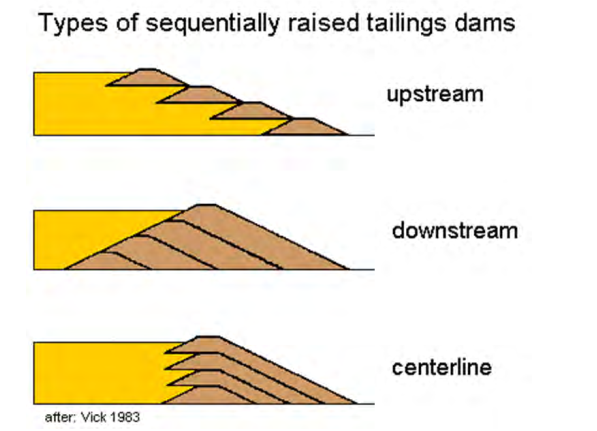 Types of sequentially raised tailings dams
upstream
downstream
centerline
after: Vick 1983